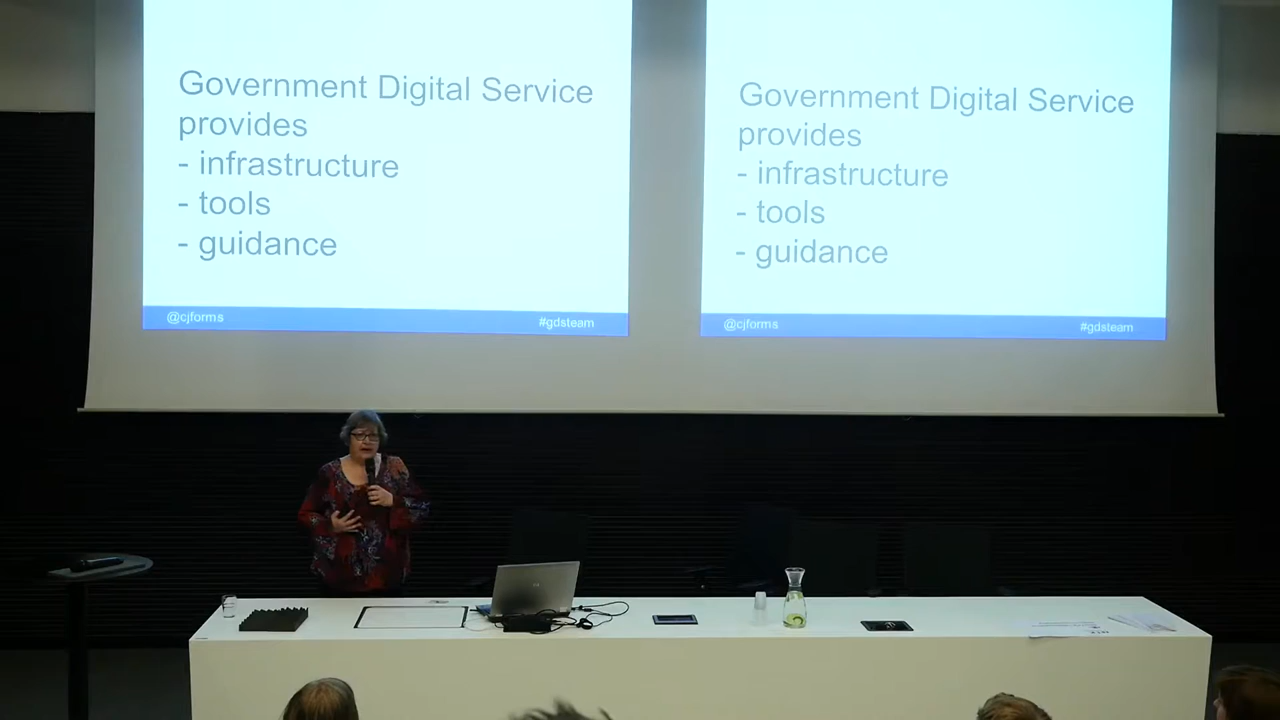 Government Digital Service
provides
- infrastructure
- tools
- guidance
@cjforms
#gdsteam
Government Digital Service
provides
- infrastructure
- tools
- guidance
@cjforms
#gdsteam